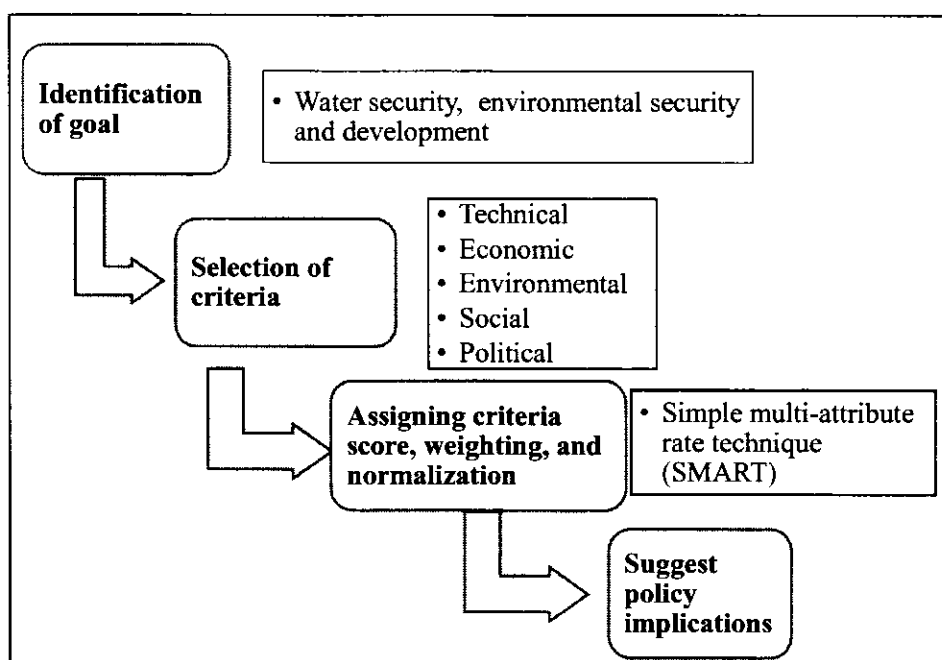 Identification
of goal
• Water security, environmental security
and development
Selection of
criteria
• Technical
• Economic
• Environmental
• Social
• Political
Assigning criteria
score, weighting, and
normalization
• Simple multi-attribute
rate technique
(SMART)
Suggest
policy
implications